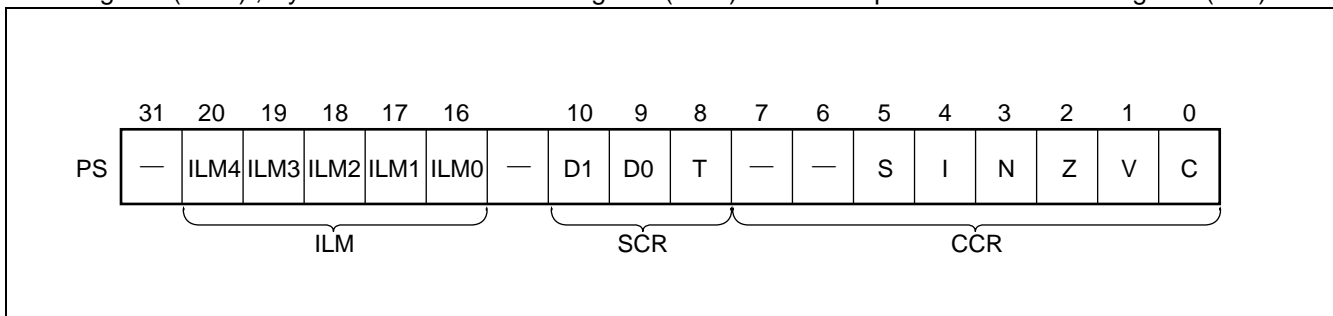 31 20 19 18 17 16 10 9 8 7 6 5 4 3 2 1 0
PS — ILM4 ILM3 ILM2 ILM1 ILM0 — D1 D0 T — — S I N Z V C
ILM SCR CCR